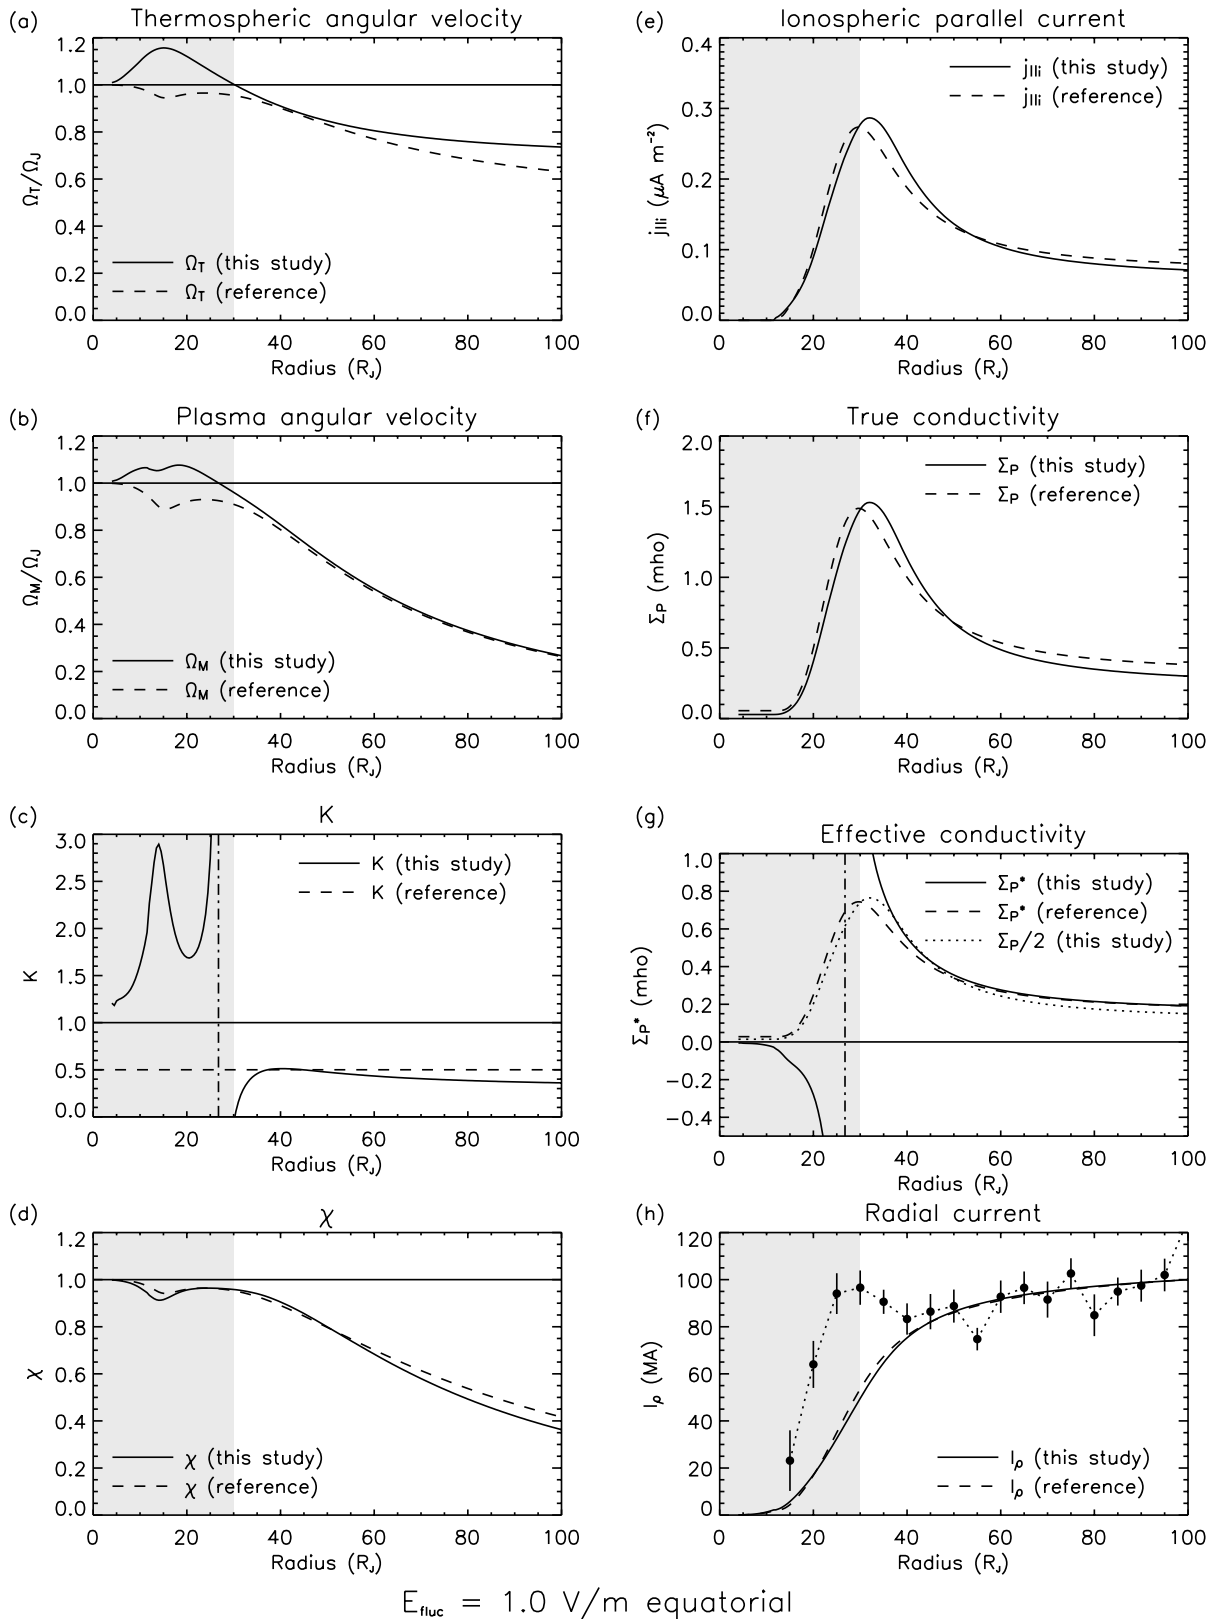 (a) Thermospheric angular velocity
1.2
1.0
0.8
0.6
0.4
0.2
0.0
Ω_T/Ω_J
Ω_T (this study)
Ω_T (reference)
0 20 40 60 80 100
Radius (R_J)
(b) Plasma angular velocity
1.2
1.0
0.8
0.6
0.4
0.2
0.0
Ω_M/Ω_J
Ω_M (this study)
Ω_M (reference)
0 20 40 60 80 100
Radius (R_J)
(c) K
3.0
2.5
2.0
1.5
1.0
0.5
0.0
K
K (this study)
K (reference)
0 20 40 60 80 100
Radius (R_J)
(d) χ
1.2
1.0
0.8
0.6
0.4
0.2
0.0
χ
χ (this study)
χ (reference)
0 20 40 60 80 100
Radius (R_J)
(e) Ionospheric parallel current
0.4
0.3
0.2
0.1
0.0
j_||i (μA m⁻²)
j_||i (this study)
j_||i (reference)
0 20 40 60 80 100
Radius (R_J)
(f) True conductivity
2.0
1.5
1.0
0.5
0.0
Σ_P (mho)
Σ_P (this study)
Σ_P (reference)
0 20 40 60 80 100
Radius (R_J)
(g) Effective conductivity
1.0
0.8
0.6
0.4
0.2
0.0
−0.2
−0.4
Σ_P* (mho)
Σ_P* (this study)
Σ_P* (reference)
Σ_P/2 (this study)
0 20 40 60 80 100
Radius (R_J)
(h) Radial current
120
100
80
60
40
20
0
I_ρ (MA)
I_ρ (this study)
I_ρ (reference)
0 20 40 60 80 100
Radius (R_J)
E_fluc = 1.0 V/m equatorial